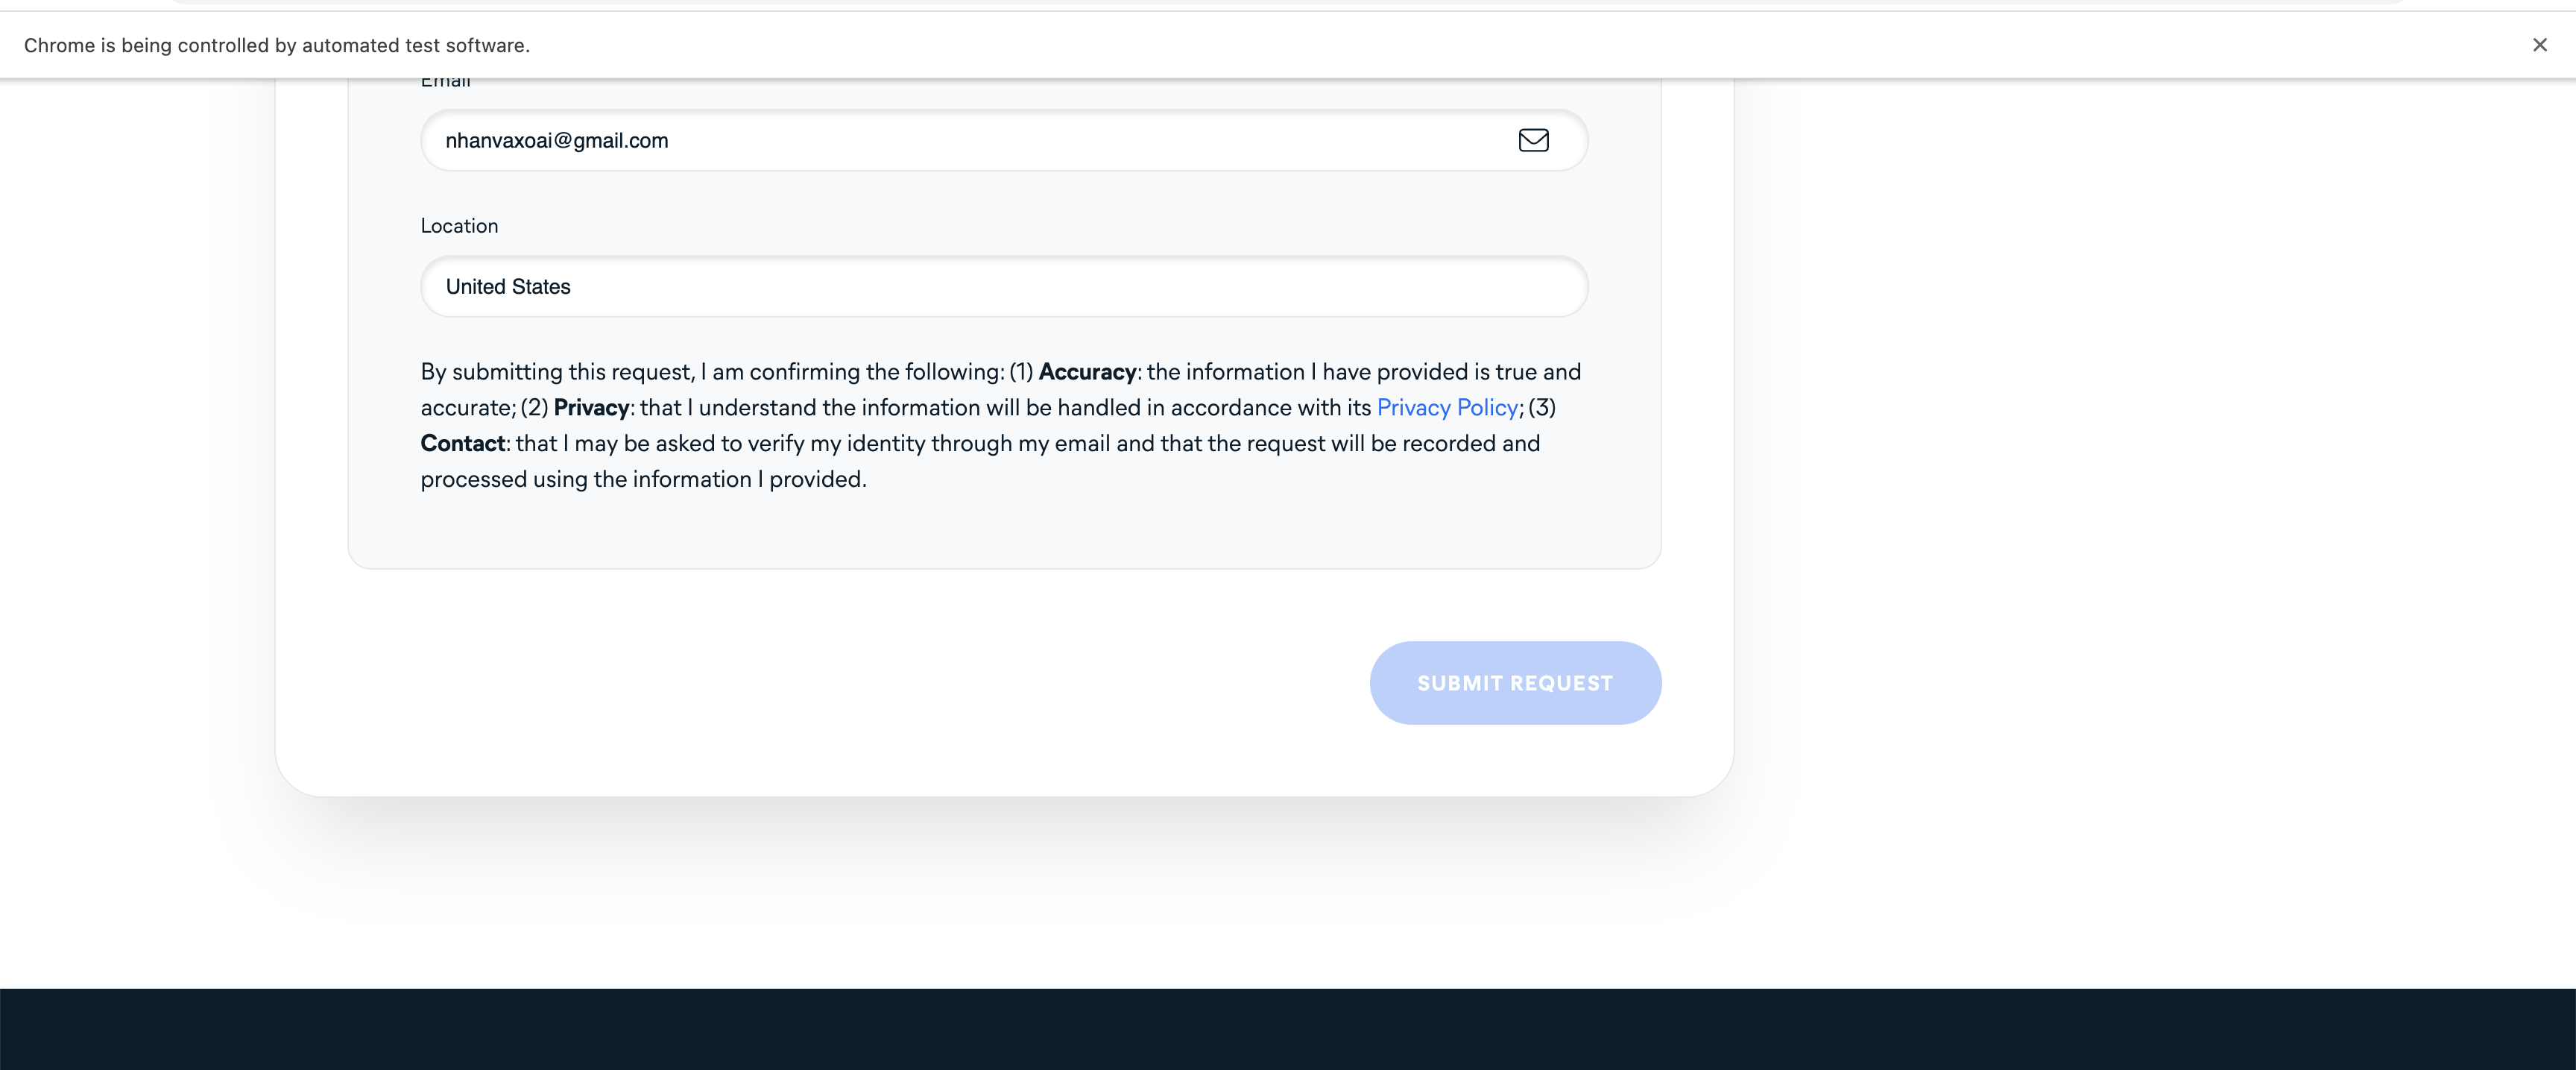 Chrome is being controlled by automated test software.
Email
nhanvaxoai@gmail.com
Location
United States
By submitting this request, I am confirming the following: (1) Accuracy: the information I have provided is true and
accurate; (2) Privacy: that I understand the information will be handled in accordance with its Privacy Policy; (3)
Contact: that I may be asked to verify my identity through my email and that the request will be recorded and
processed using the information I provided.
SUBMIT REQUEST